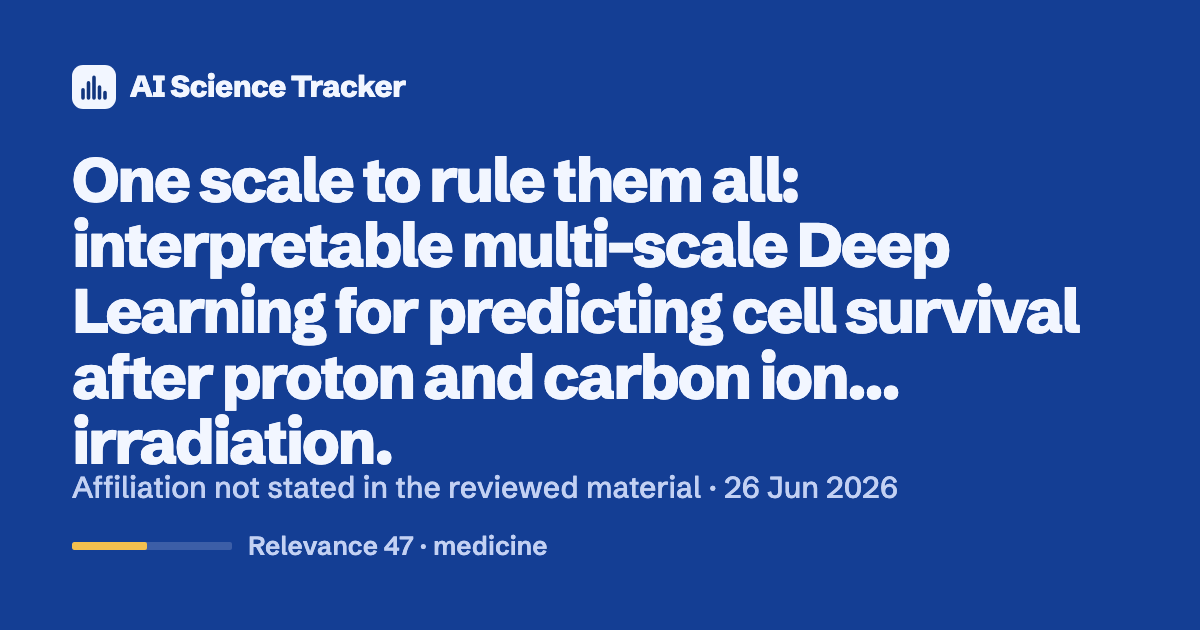 AI Science Tracker
One scale to rule them all:
interpretable multi-scale Deep
Learning for predicting cell survival
after proton and carbon ion...
irradiation.
Affiliation not stated in the reviewed material · 26 Jun 2026
Relevance 47 · medicine